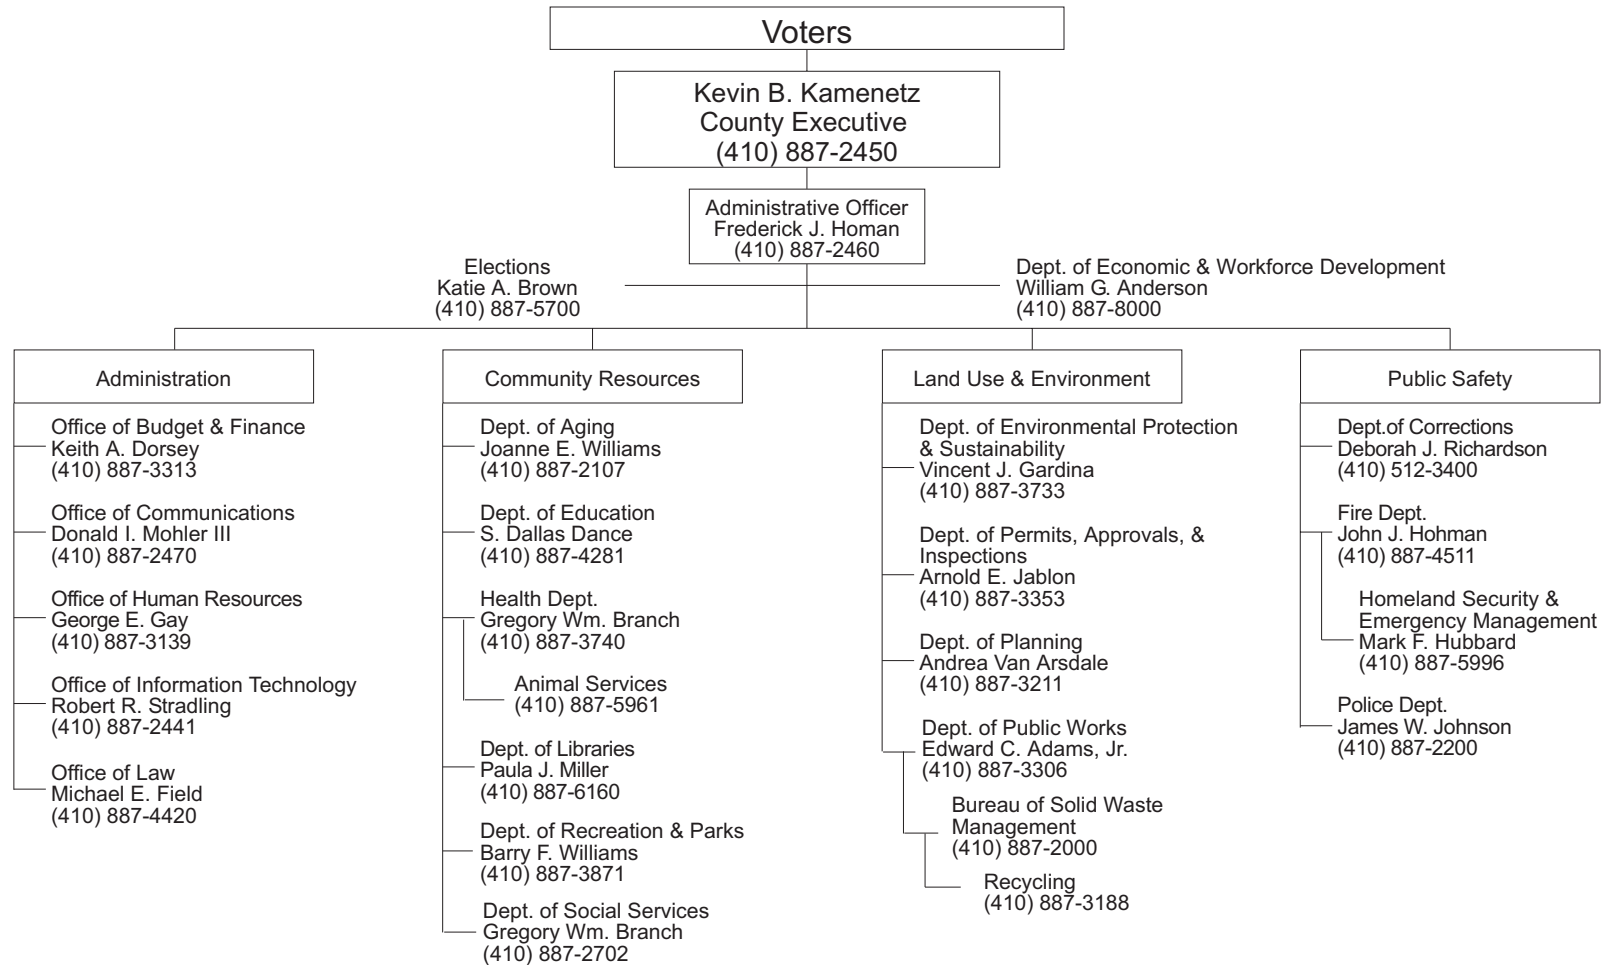 Voters
Kevin B. Kamenetz
County Executive
(410) 887-2450
Administrative Officer
Frederick J. Homan
(410) 887-2460
Elections
Katie A. Brown
(410) 887-5700
Dept. of Economic & Workforce Development
William G. Anderson
(410) 887-8000
Administration
Office of Budget & Finance
Keith A. Dorsey
(410) 887-3313
Office of Communications
Donald I. Mohler III
(410) 887-2470
Office of Human Resources
George E. Gay
(410) 887-3139
Office of Information Technology
Robert R. Stradling
(410) 887-2441
Office of Law
Michael E. Field
(410) 887-4420
Community Resources
Dept. of Aging
Joanne E. Williams
(410) 887-2107
Dept. of Education
S. Dallas Dance
(410) 887-4281
Health Dept.
Gregory Wm. Branch
(410) 887-3740
Animal Services
(410) 887-5961
Dept. of Libraries
Paula J. Miller
(410) 887-6160
Dept. of Recreation & Parks
Barry F. Williams
(410) 887-3871
Dept. of Social Services
Gregory Wm. Branch
(410) 887-2702
Land Use & Environment
Dept. of Environmental Protection
& Sustainability
Vincent J. Gardina
(410) 887-3733
Dept. of Permits, Approvals, &
Inspections
Arnold E. Jablon
(410) 887-3353
Dept. of Planning
Andrea Van Arsdale
(410) 887-3211
Dept. of Public Works
Edward C. Adams, Jr.
(410) 887-3306
Bureau of Solid Waste
Management
(410) 887-2000
Recycling
(410) 887-3188
Public Safety
Dept.of Corrections
Deborah J. Richardson
(410) 512-3400
Fire Dept.
John J. Hohman
(410) 887-4511
Homeland Security &
Emergency Management
Mark F. Hubbard
(410) 887-5996
Police Dept.
James W. Johnson
(410) 887-2200